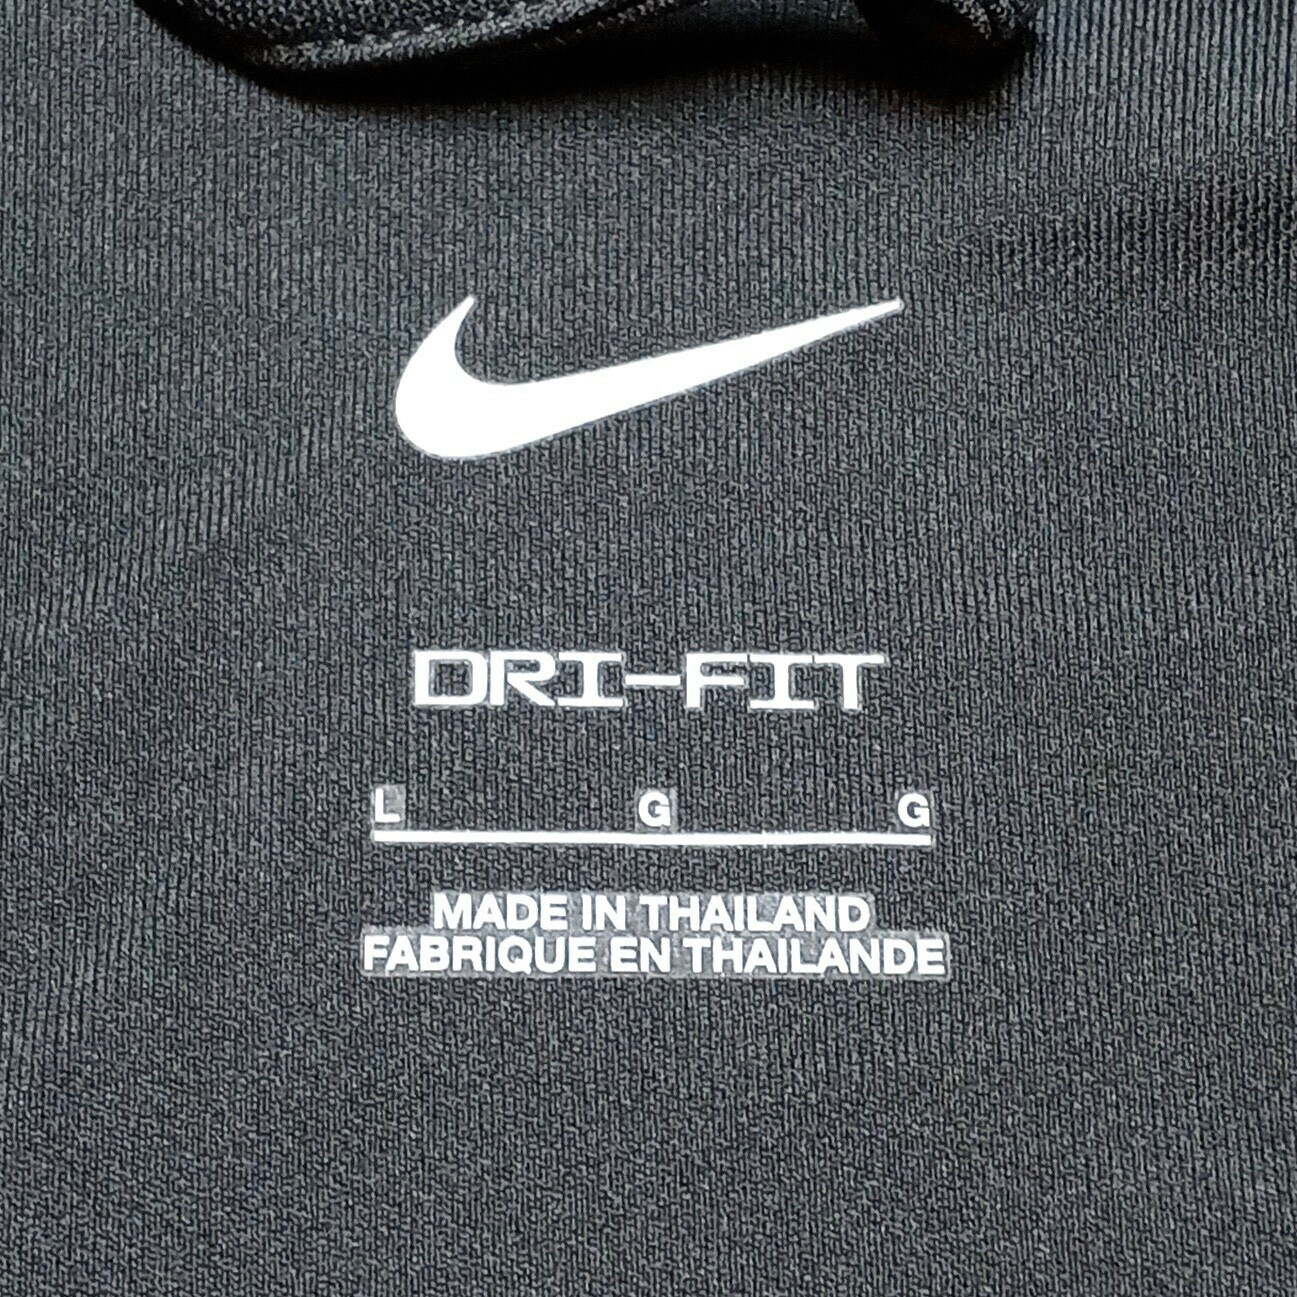 DRI-FIT
L G G
MADE IN THAILAND
FABRIQUE EN THAILANDE